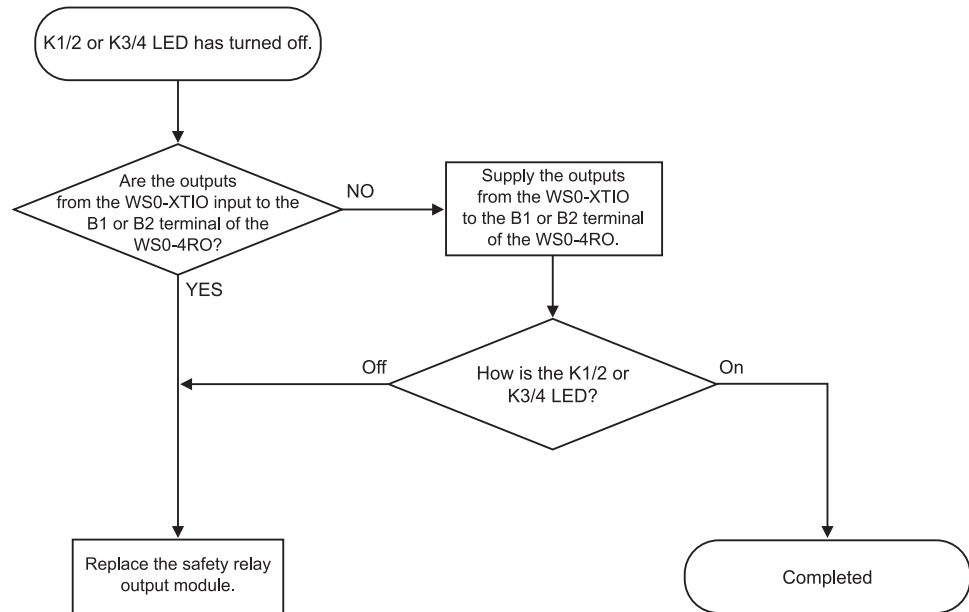 K1/2 or K3/4 LED has turned off.
Are the outputs
from the WS0-XTIO input to the
B1 or B2 terminal of the
WS0-4RO?
NO
Supply the outputs
from the WS0-XTIO
to the B1 or B2 terminal
of the WS0-4RO.
YES
Off
How is the K1/2 or
K3/4 LED?
On
Replace the safety relay
output module.
Completed